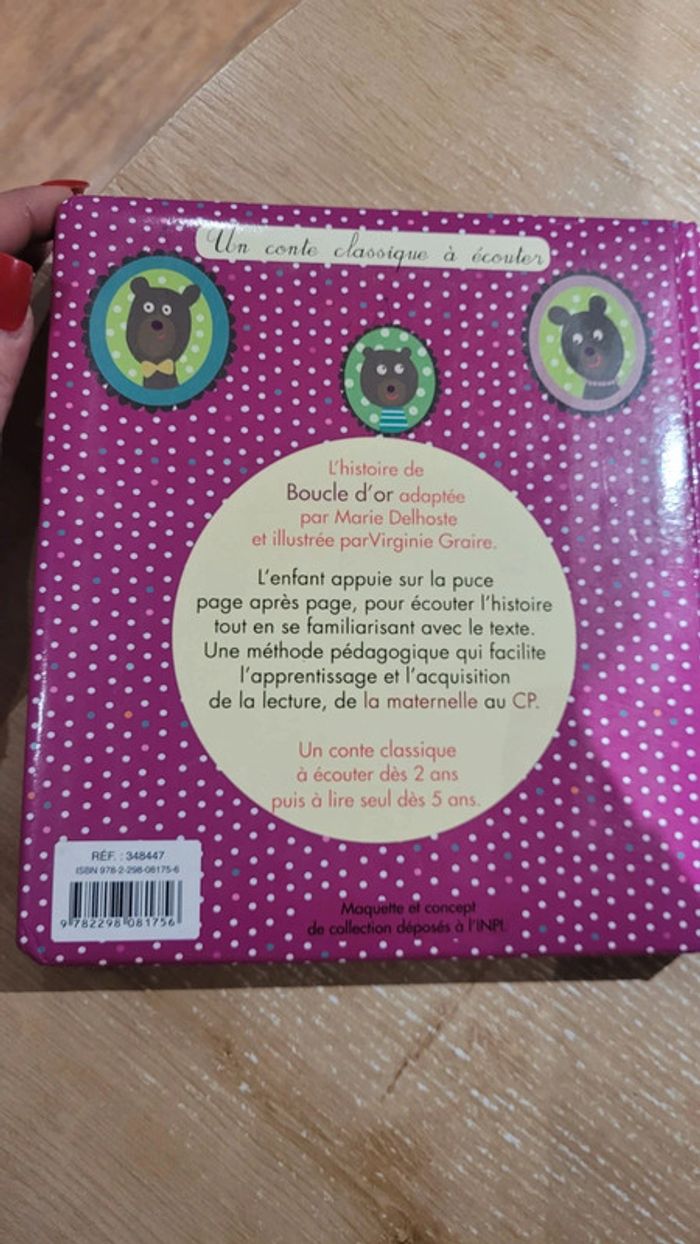 Un conte classique à écouter
L'histoire de
Boucle d'or adaptée
par Marie Delhoste
et illustrée parVirginie Graire.
L'enfant appuie sur la puce
page après page, pour écouter l'histoire
tout en se familiarisant avec le texte.
Une méthode pédagogique qui facilite
l'apprentissage et l'acquisition
de la lecture, de la maternelle au CP.
Un conte classique
à écouter dès 2 ans
puis à lire seul dès 5 ans.
RÉF. : 348447
ISBN 978-2-298-08175-6
9 782298 081756
Maquette et concept
de collection déposés à l'INPI.